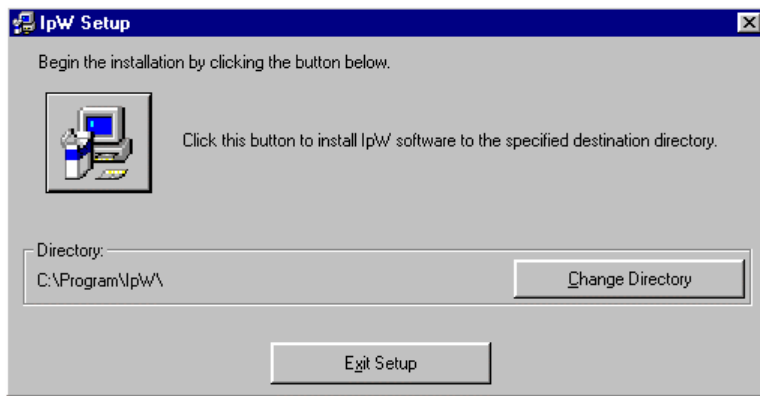 IpW Setup
Begin the installation by clicking the button below.
Click this button to install IpW software to the specified destination directory.
Directory:
C:\Program\IpW\
Change Directory
Exit Setup